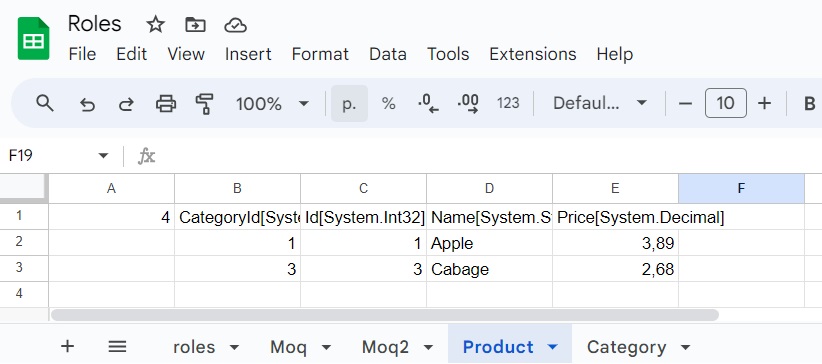 Roles
File Edit View Insert Format Data Tools Extensions Help
100% p. % .0 .00 123 Defaul... 10 B
F19 fx
A B C D E F
1 4 CategoryId[Syste Id[System.Int32] Name[System.S Price[System.Decimal]
2 1 1 Apple 3,89
3 3 3 Cabage 2,68
4
roles Moq Moq2 Product Category